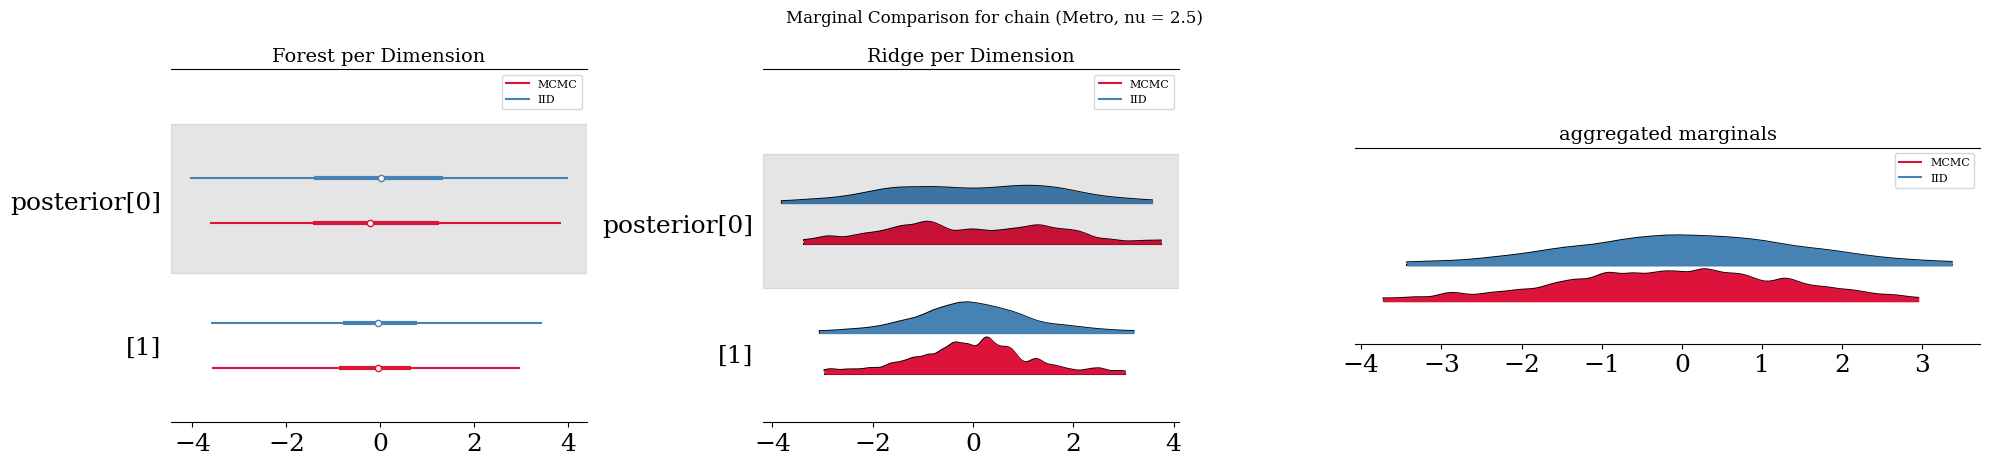 Marginal Comparison for chain (Metro, nu = 2.5)
Forest per Dimension
MCMC
IID
posterior[0]
[1]
−4 −2 0 2 4
Ridge per Dimension
MCMC
IID
posterior[0]
[1]
−4 −2 0 2 4
aggregated marginals
MCMC
IID
−4 −3 −2 −1 0 1 2 3